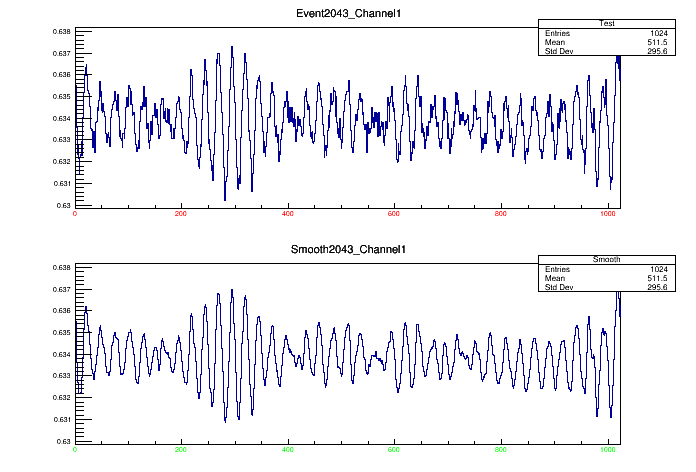 Event2043_Channel1
Test
Entries 1024
Mean 511.5
Std Dev 295.6
0.638
0.637
0.636
0.635
0.634
0.633
0.632
0.631
0.63
0 200 400 600 800 1000
Smooth2043_Channel1
Smooth
Entries 1024
Mean 511.5
Std Dev 295.6
0.638
0.637
0.636
0.635
0.634
0.633
0.632
0.631
0.63
0 200 400 600 800 1000